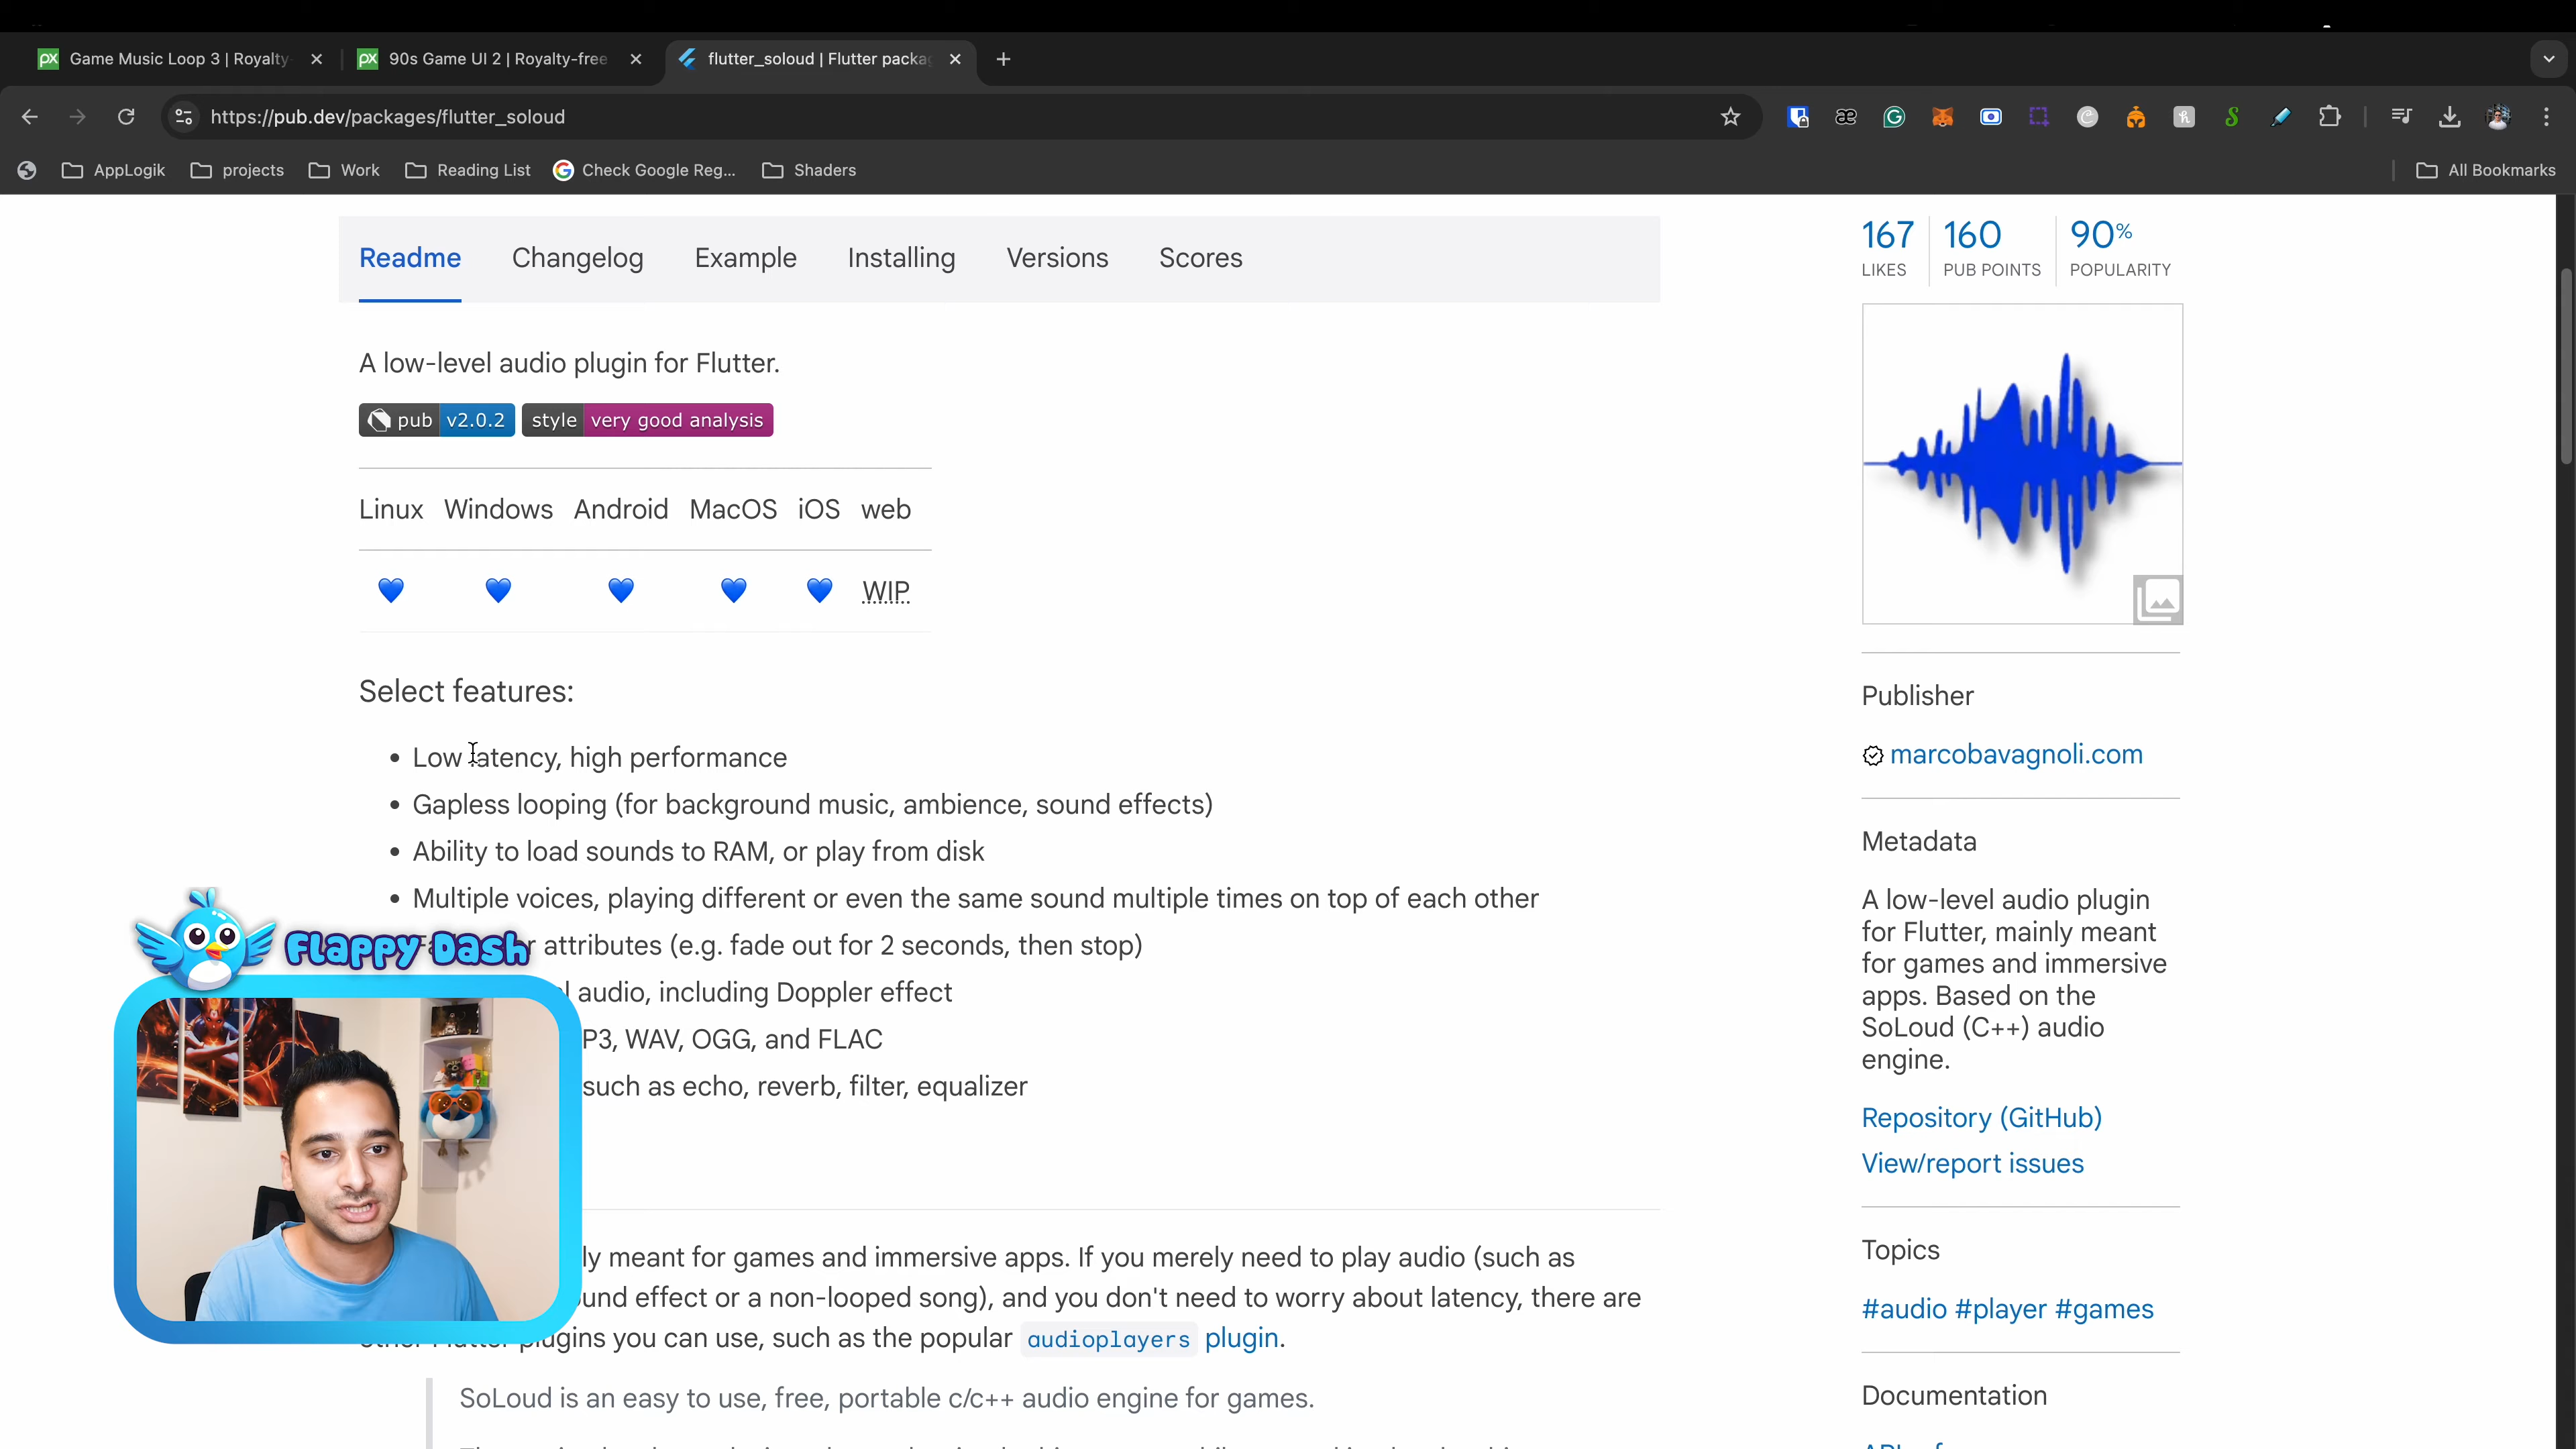 Game Music Loop 3 | Royalty-
90s Game UI 2 | Royalty-free
flutter_soloud | Flutter packag
https://pub.dev/packages/flutter_soloud
AppLogik
projects
Work
Reading List
Check Google Reg...
Shaders
All Bookmarks
Readme
Changelog
Example
Installing
Versions
Scores
167
LIKES
160
PUB POINTS
90%
POPULARITY
A low-level audio plugin for Flutter.
pub v2.0.2
style very good analysis
Linux Windows Android MacOS iOS web
WIP
Select features:
Low latency, high performance
Gapless looping (for background music, ambience, sound effects)
Ability to load sounds to RAM, or play from disk
Multiple voices, playing different or even the same sound multiple times on top of each other
attributes (e.g. fade out for 2 seconds, then stop)
audio, including Doppler effect
P3, WAV, OGG, and FLAC
such as echo, reverb, filter, equalizer
Flappy Dash
ly meant for games and immersive apps. If you merely need to play audio (such as
und effect or a non-looped song), and you don't need to worry about latency, there are
plugins you can use, such as the popular audioplayers plugin.
SoLoud is an easy to use, free, portable c/c++ audio engine for games.
Publisher
marcobavagnoli.com
Metadata
A low-level audio plugin
for Flutter, mainly meant
for games and immersive
apps. Based on the
SoLoud (C++) audio
engine.
Repository (GitHub)
View/report issues
Topics
#audio #player #games
Documentation